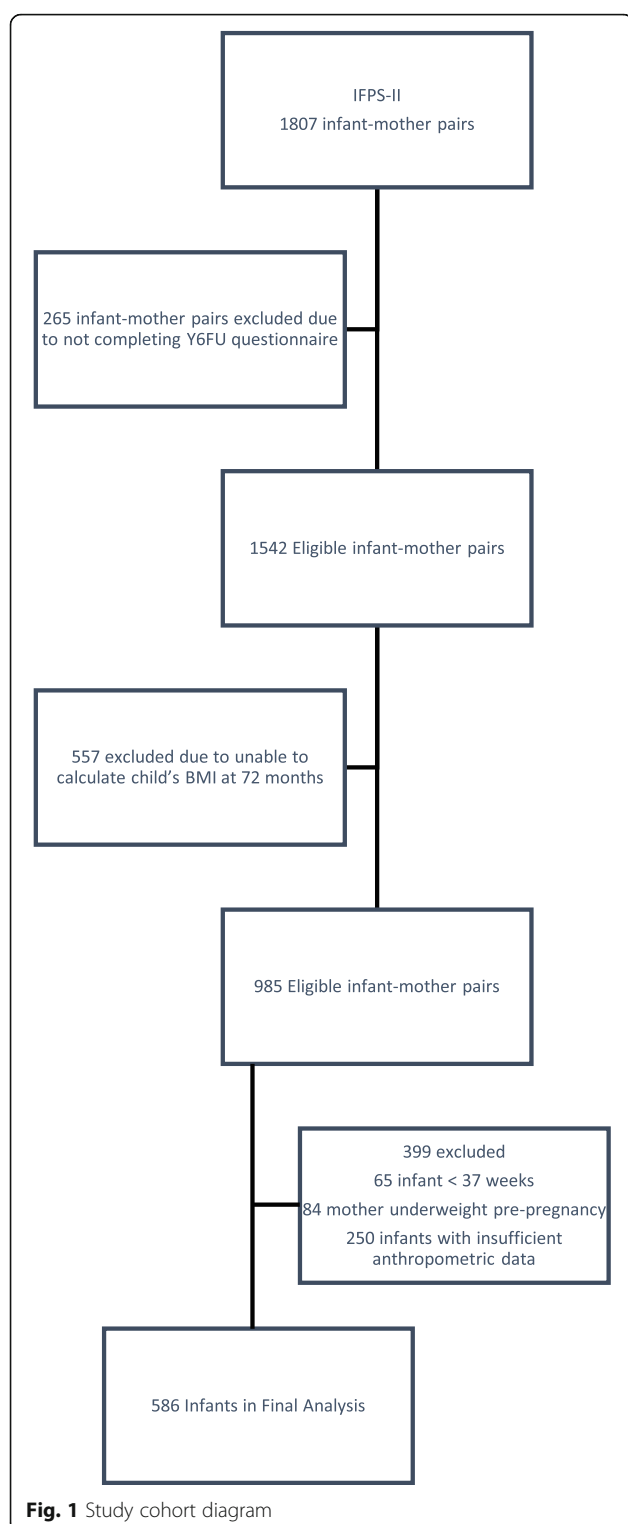 IFPS-II
1807 infant-mother pairs
265 infant-mother pairs excluded due
to not completing Y6FU questionnaire
1542 Eligible infant-mother pairs
557 excluded due to unable to
calculate child's BMI at 72 months
985 Eligible infant-mother pairs
399 excluded
65 infant < 37 weeks
84 mother underweight pre-pregnancy
250 infants with insufficient
anthropometric data
586 Infants in Final Analysis
Fig. 1 Study cohort diagram